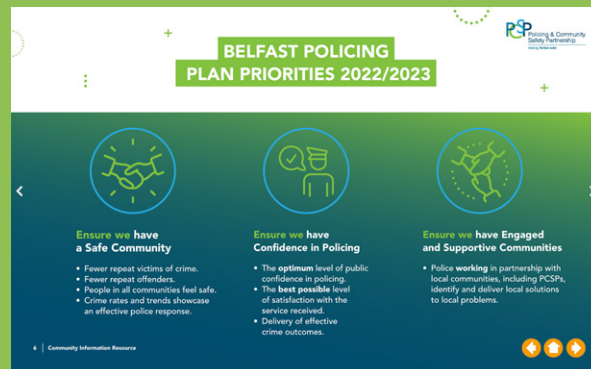 PCSP
Policing & Community
Safety Partnership
BELFAST POLICING
PLAN PRIORITIES 2022/2023
Ensure we have
a Safe Community
• Fewer repeat victims of crime.
• Fewer repeat offenders.
• People in all communities feel safe.
• Crime rates and trends showcase
an effective police response.
Ensure we have
Confidence in Policing
• The optimum level of public
confidence in policing.
• The best possible level
of satisfaction with the
service received.
• Delivery of effective
crime outcomes.
Ensure we have Engaged
and Supportive Communities
• Police working in partnership with
local communities, including PCSPs,
identify and deliver local solutions
to local problems.
6 | Community Information Resource